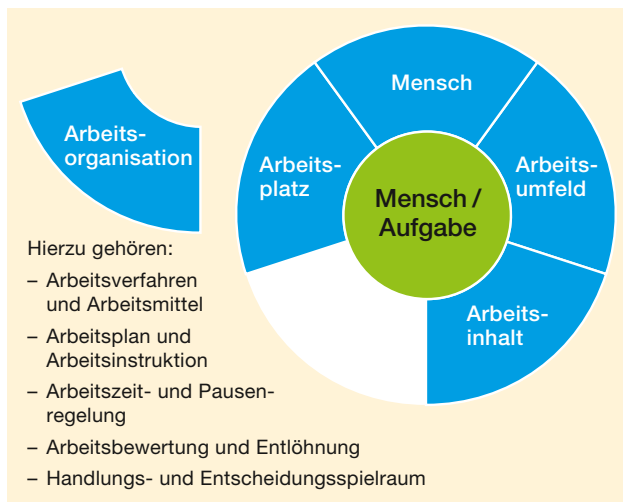 Arbeits-
organisation
Mensch
Arbeits-
platz
Arbeits-
umfeld
Mensch /
Aufgabe
Arbeits-
inhalt
Hierzu gehören:
– Arbeitsverfahren
und Arbeitsmittel
– Arbeitsplan und
Arbeitsinstruktion
– Arbeitszeit- und Pausen-
regelung
– Arbeitsbewertung und Entlöhnung
– Handlungs- und Entscheidungsspielraum